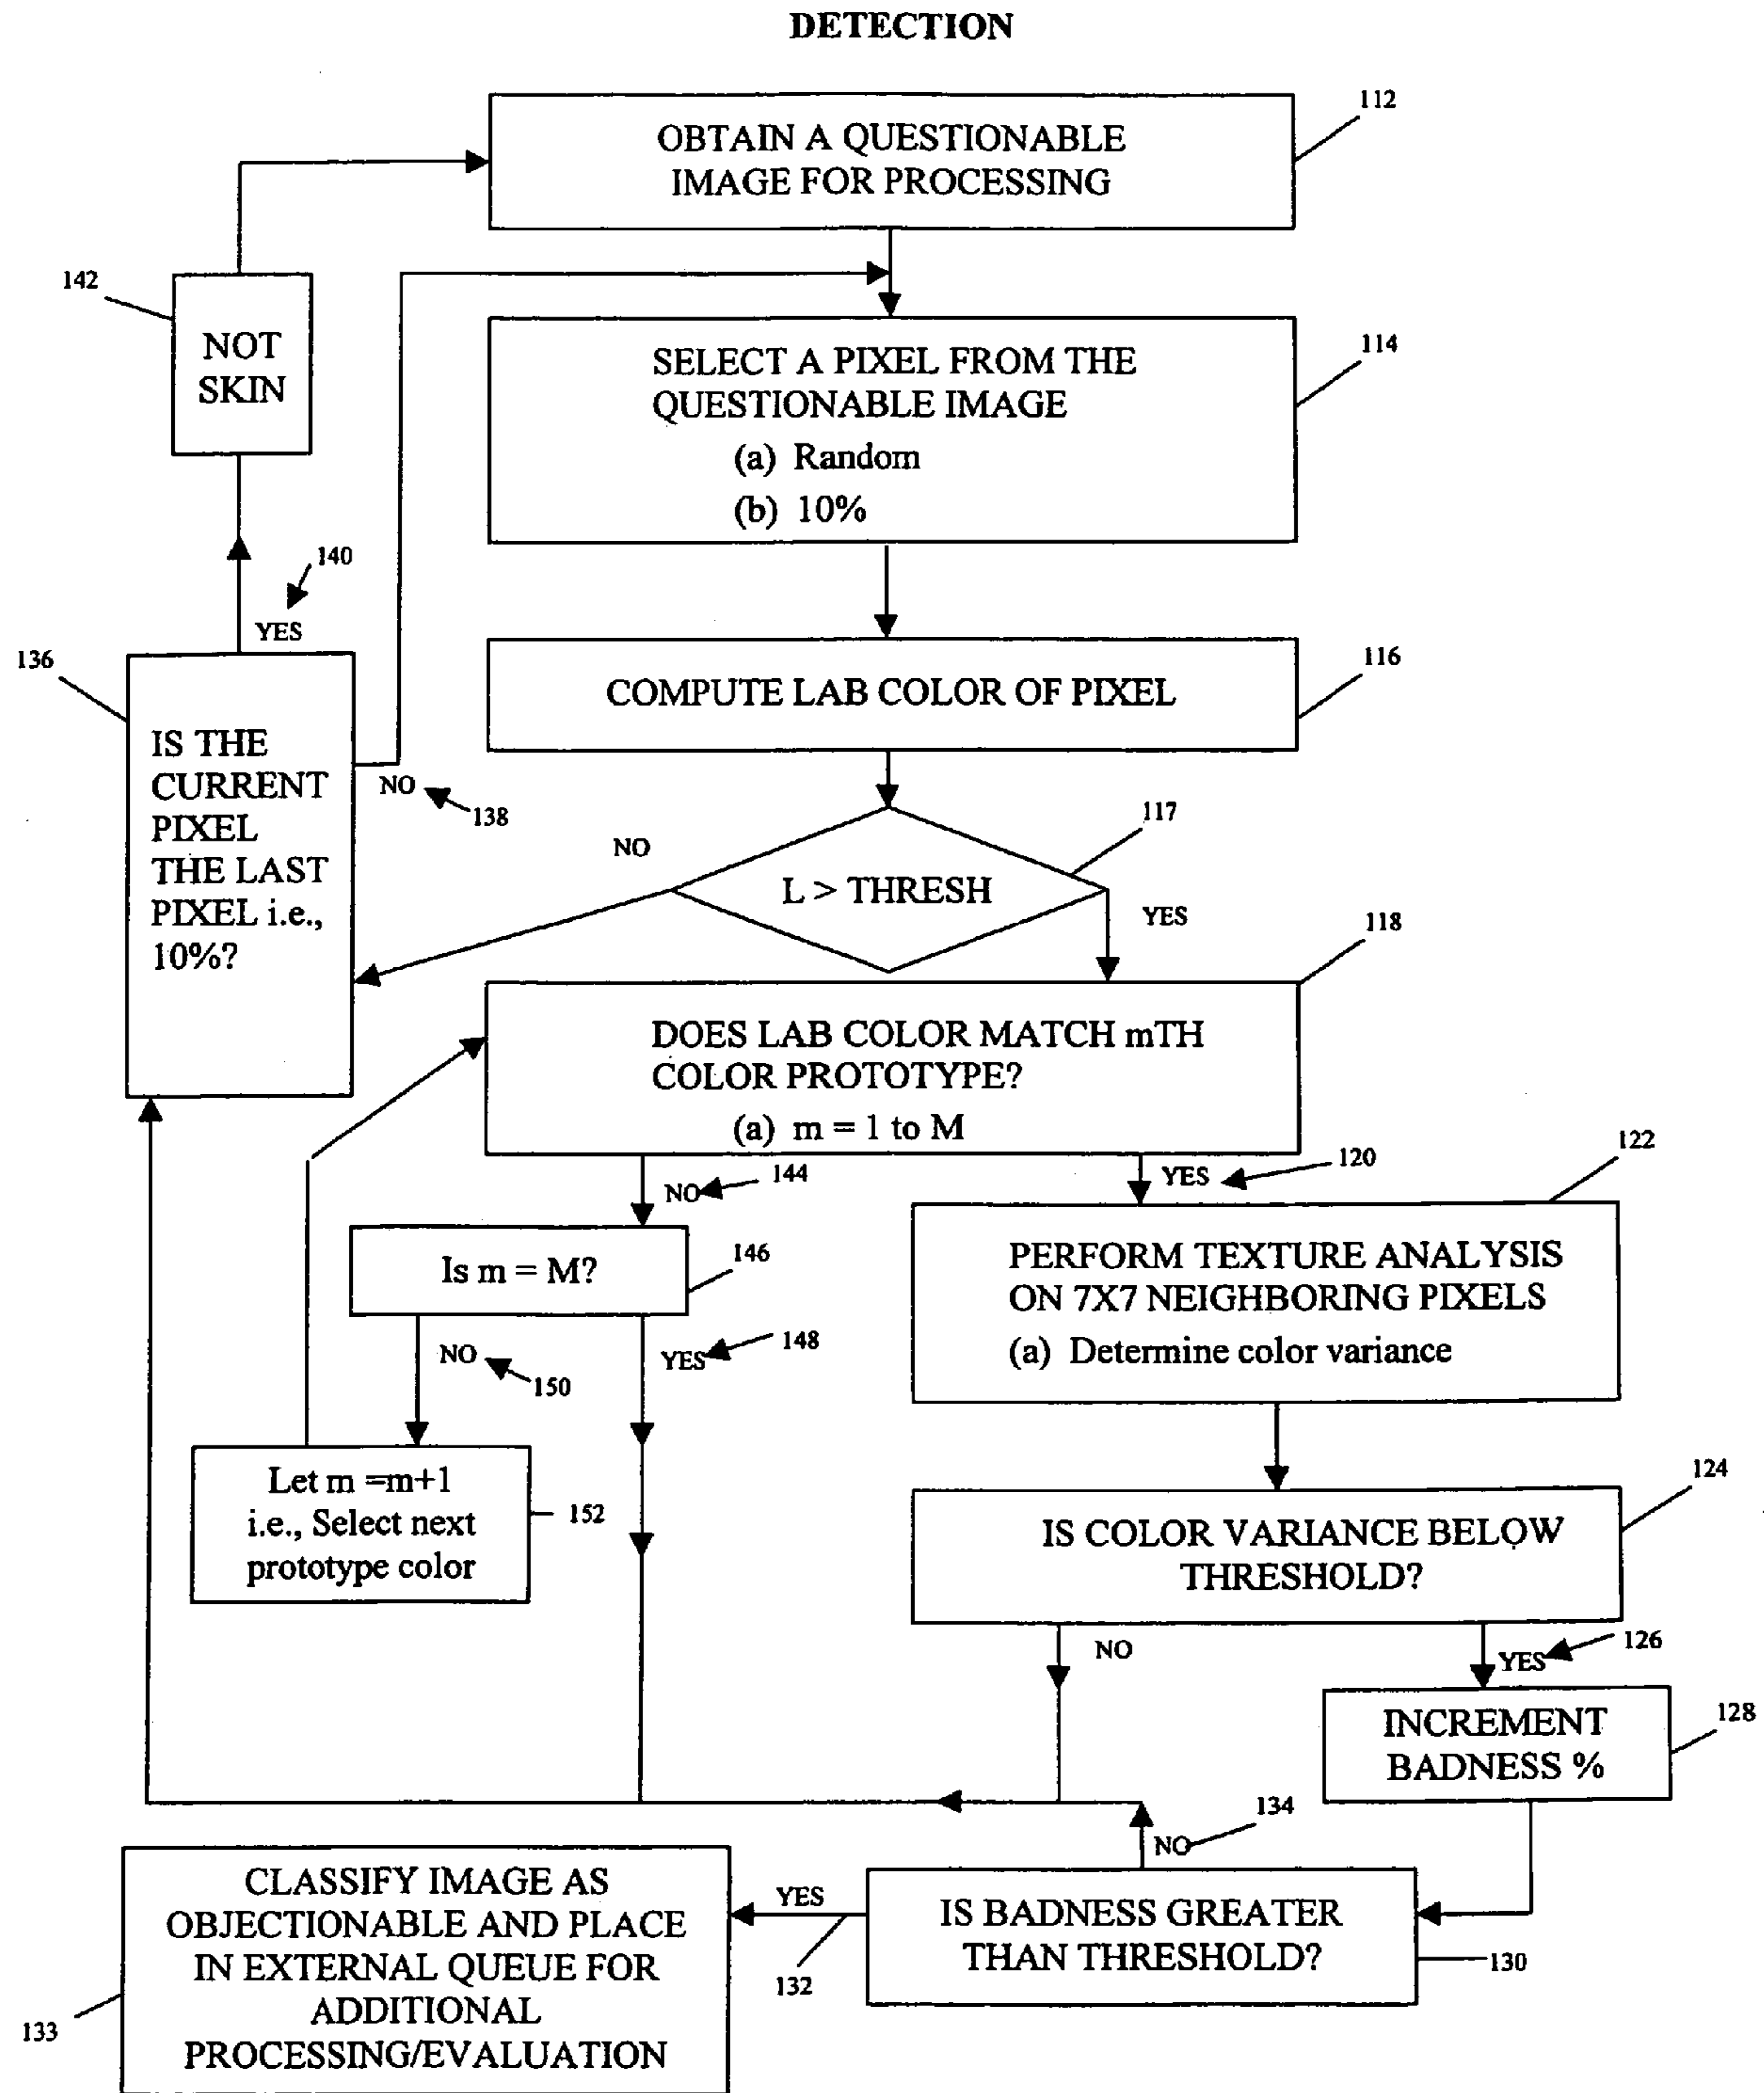 DETECTION
112
OBTAIN A QUESTIONABLE
IMAGE FOR PROCESSING
142
NOT
SKIN
114
SELECT A PIXEL FROM THE
QUESTIONABLE IMAGE
(a) Random
(b) 10%
140
YES
136
IS THE
CURRENT
PIXEL
THE LAST
PIXEL i.e.,
10%?
NO
138
116
COMPUTE LAB COLOR OF PIXEL
117
NO
L > THRESH
YES
118
DOES LAB COLOR MATCH mTH
COLOR PROTOTYPE?
(a) m = 1 to M
NO
144
YES
120
122
Is m = M?
146
PERFORM TEXTURE ANALYSIS
ON 7X7 NEIGHBORING PIXELS
(a) Determine color variance
NO
150
YES
148
Let m =m+1
i.e., Select next
prototype color
152
124
IS COLOR VARIANCE BELOW
THRESHOLD?
NO
YES
126
INCREMENT
BADNESS %
128
NO
134
IS BADNESS GREATER
THAN THRESHOLD?
130
YES
132
CLASSIFY IMAGE AS
OBJECTIONABLE AND PLACE
IN EXTERNAL QUEUE FOR
ADDITIONAL
PROCESSING/EVALUATION
133